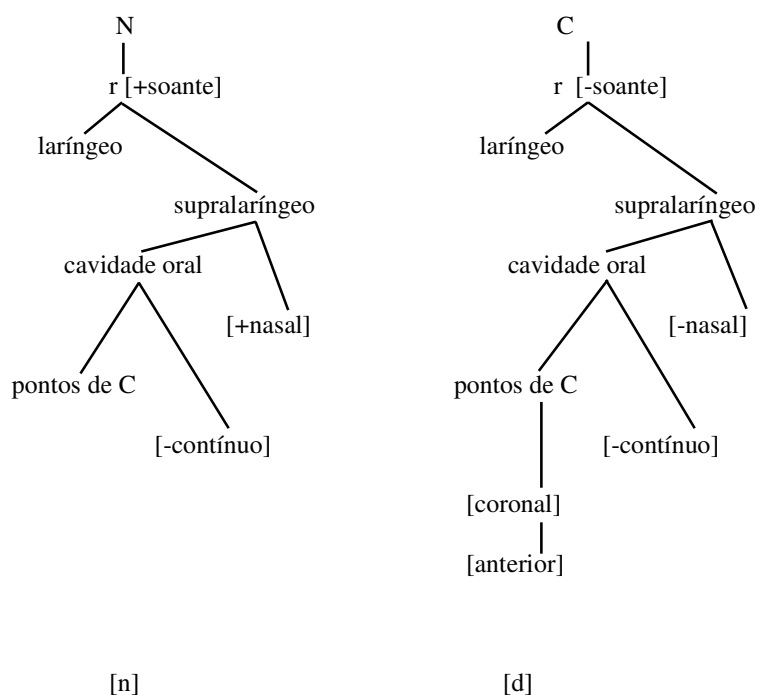 N C
r [+soante] r [-soante]
laríngeo laríngeo
supralaríngeo supralaríngeo
cavidade oral cavidade oral
[+nasal] [-nasal]
pontos de C pontos de C
[-contínuo] [-contínuo]
[coronal]
[anterior]
[n] [d]